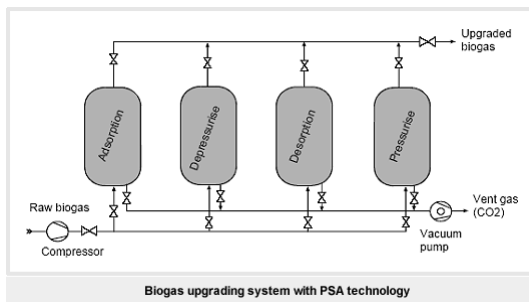 Upgraded
biogas
Adsorption
Depressurise
Desorption
Pressurise
Raw biogas
Compressor
Vent gas
(CO2)
Vacuum
pump
Biogas upgrading system with PSA technology